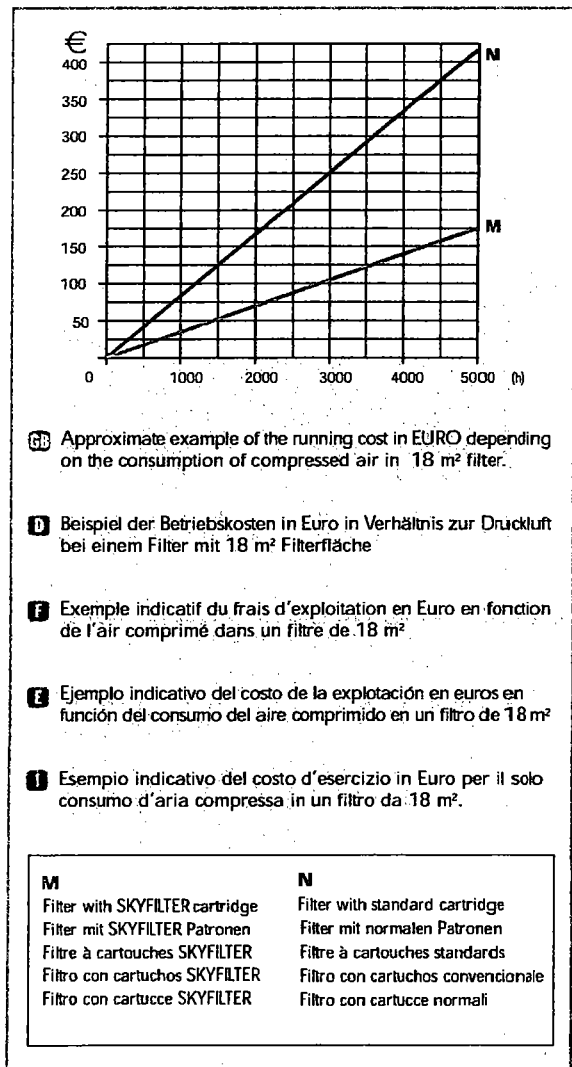 €
400
350
300
250
200
150
100
50
N
M
0 1000 2000 3000 4000 5000 (h)
GB Approximate example of the running cost in EURO depending
on the consumption of compressed air in 18 m² filter.
D Beispiel der Betriebskosten in Euro in Verhältnis zur Druckluft
bei einem Filter mit 18 m² Filterfläche
F Exemple indicatif du frais d'exploitation en Euro en fonction
de l'air comprimé dans un filtre de 18 m²
E Ejemplo indicativo del costo de la explotación en euros en
función del consumo del aire comprimido en un filtro de 18 m²
I Esempio indicativo del costo d'esercizio in Euro per il solo
consumo d'aria compressa in un filtro da 18 m².
M
Filter with SKYFILTER cartridge
Filter mit SKYFILTER Patronen
Filtre à cartouches SKYFILTER
Filtro con cartuchos SKYFILTER
Filtro con cartucce SKYFILTER
N
Filter with standard cartridge
Filter mit normalen Patronen
Filtre à cartouches standards
Filtro con cartuchos convencionale
Filtro con cartucce normali